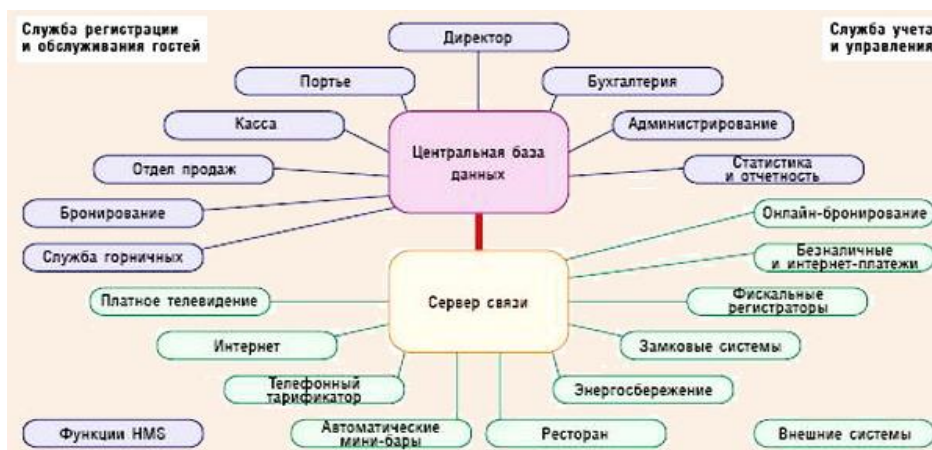 Служба регистрации
и обслуживания гостей
Директор
Служба учета
и управления
Портье
Бухгалтерия
Касса
Администрирование
Центральная база
данных
Отдел продаж
Статистика
и отчетность
Бронирование
Онлайн-бронирование
Служба горничных
Безналичные
и интернет-платежи
Платное телевидение
Сервер связи
Фискальные
регистраторы
Интернет
Замковые системы
Телефонный
тарификатор
Энергосбережение
Функции HMS
Автоматические
мини-бары
Ресторан
Внешние системы